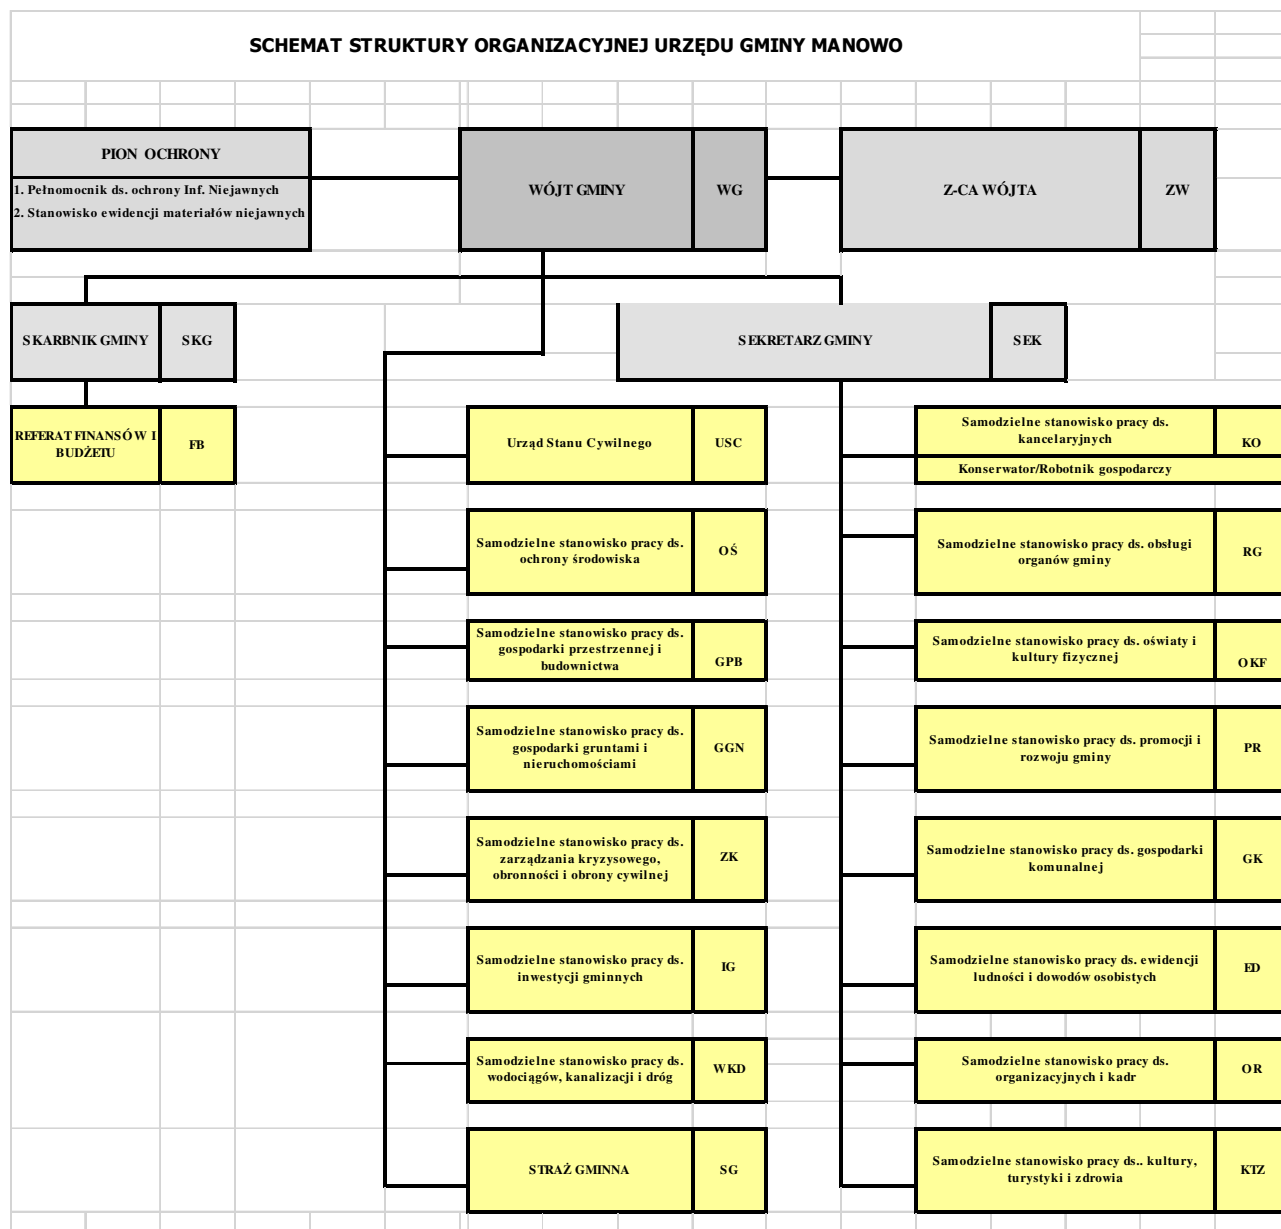 SCHEMAT STRUKTURY ORGANIZACYJNEJ URZĘDU GMINY MANOWO
PION OCHRONY
1. Pełnomocnik ds. ochrony Inf. Niejawnych
2. Stanowisko ewidencji materiałów niejawnych
WÓJT GMINY
WG
Z-CA WÓJTA
ZW
SKARBNIK GMINY
SKG
SEKRETARZ GMINY
SEK
REFERAT FINANSÓW I
BUDŻETU
FB
Urząd Stanu Cywilnego
USC
Samodzielne stanowisko pracy ds.
kancelaryjnych
KO
Konserwator/Robotnik gospodarczy
Samodzielne stanowisko pracy ds.
ochrony środowiska
OŚ
Samodzielne stanowisko pracy ds. obsługi
organów gminy
RG
Samodzielne stanowisko pracy ds.
gospodarki przestrzennej i
budownictwa
GPB
Samodzielne stanowisko pracy ds. oświaty i
kultury fizycznej
OKF
Samodzielne stanowisko pracy ds.
gospodarki gruntami i
nieruchomościami
GGN
Samodzielne stanowisko pracy ds. promocji i
rozwoju gminy
PR
Samodzielne stanowisko pracy ds.
zarządzania kryzysowego,
obronności i obrony cywilnej
ZK
Samodzielne stanowisko pracy ds. gospodarki
komunalnej
GK
Samodzielne stanowisko pracy ds.
inwestycji gminnych
IG
Samodzielne stanowisko pracy ds. ewidencji
ludności i dowodów osobistych
ED
Samodzielne stanowisko pracy ds.
wodociągów, kanalizacji i dróg
WKD
Samodzielne stanowisko pracy ds.
organizacyjnych i kadr
OR
STRAŻ GMINNA
SG
Samodzielne stanowisko pracy ds.. kultury,
turystyki i zdrowia
KTZ